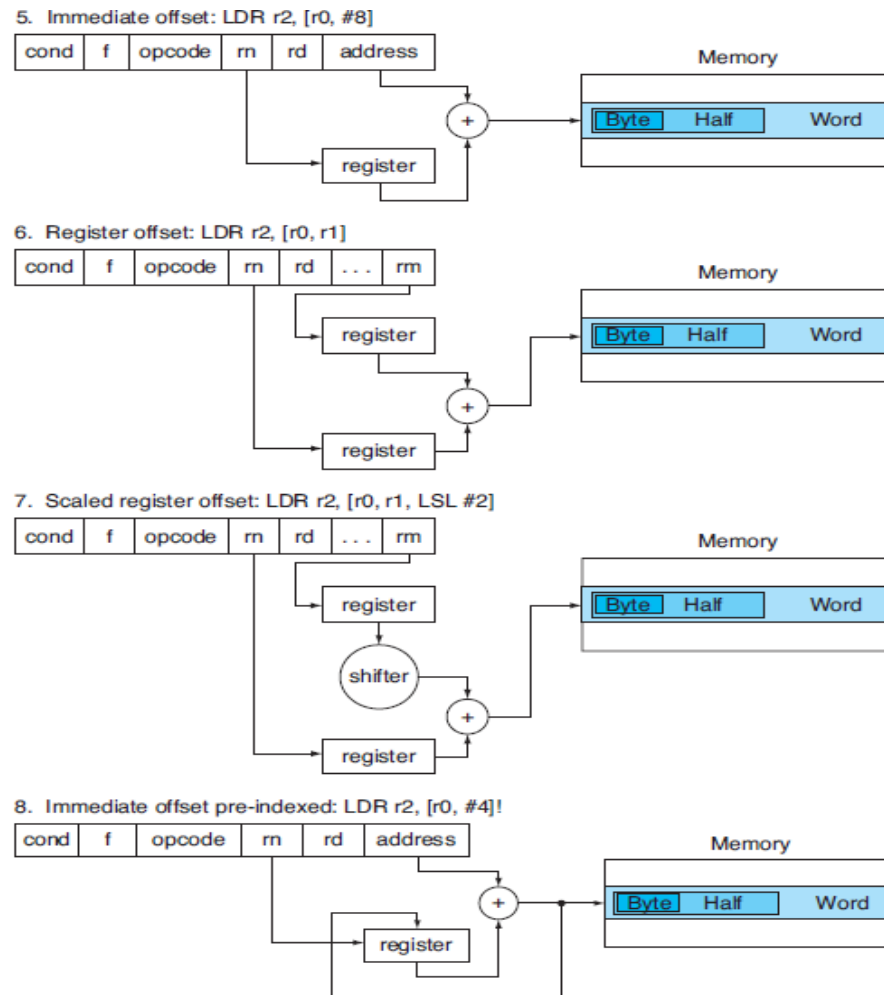 5. Immediate offset: LDR r2, [r0, #8]
cond f opcode rn rd address
Memory
Byte Half Word
+
register
6. Register offset: LDR r2, [r0, r1]
cond f opcode rn rd ... rm
Memory
register
Byte Half Word
+
register
7. Scaled register offset: LDR r2, [r0, r1, LSL #2]
cond f opcode rn rd ... rm
Memory
register
Byte Half Word
shifter
+
register
8. Immediate offset pre-indexed: LDR r2, [r0, #4]!
cond f opcode rn rd address
Memory
+
Byte Half Word
register